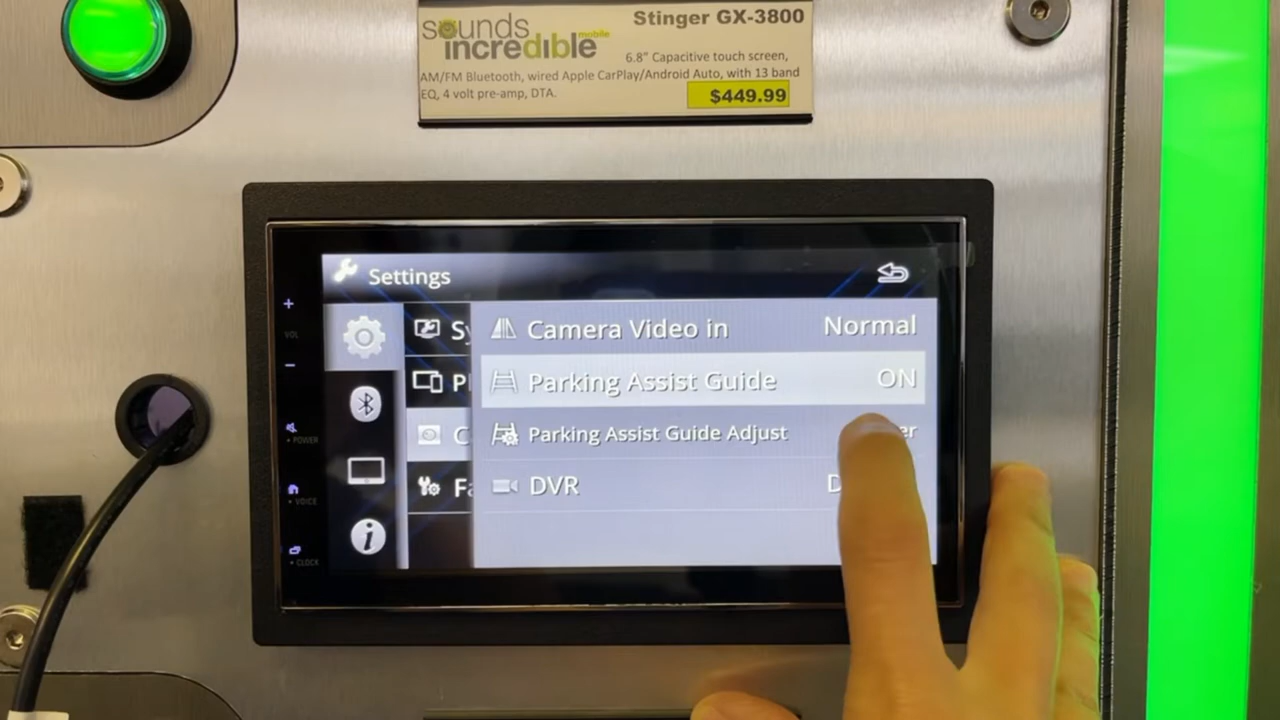 sounds
incredible
mobile
Stinger GX-3800
6.8" Capacitive touch screen,
AM/FM Bluetooth, wired Apple CarPlay/Android Auto, with 13 band
EQ, 4 volt pre-amp, DTA.
$449.99
Settings
+
VOL
-
POWER
VOICE
CLOCK
Camera Video in Normal
Parking Assist Guide ON
Parking Assist Guide Adjust
DVR